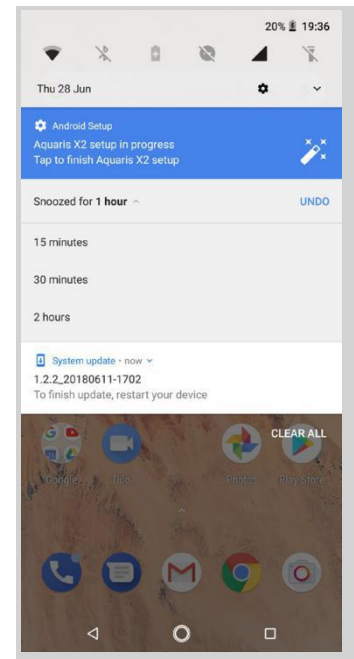 20% 19:36
Thu 28 Jun
Android Setup
Aquaris X2 setup in progress
Tap to finish Aquaris X2 setup
Snoozed for 1 hour UNDO
15 minutes
30 minutes
2 hours
System update • now
1.2.2_20180611-1702
To finish update, restart your device
CLEAR ALL
Google Duo Photos Play Store